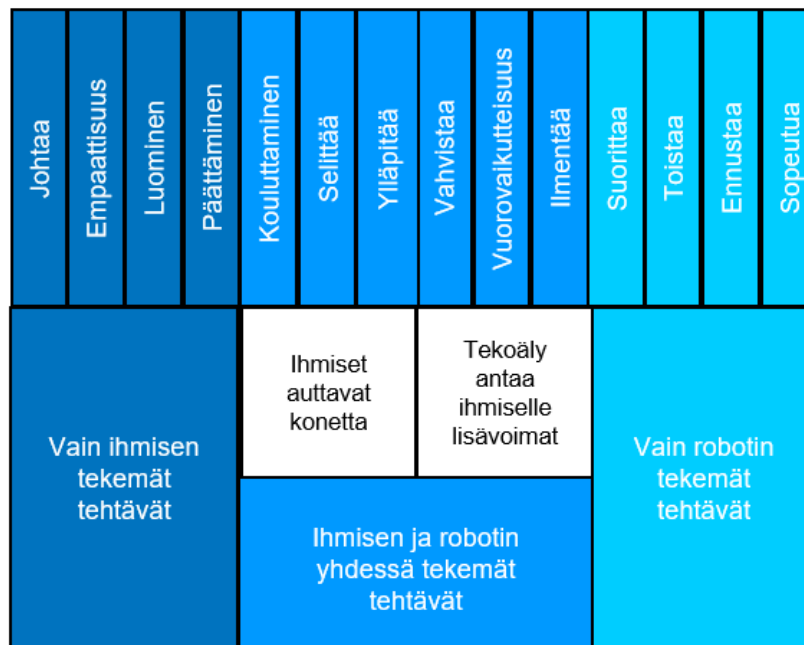 Johtaa
Empaattisuus
Luominen
Päättäminen
Kouluttaminen
Selittää
Ylläpitää
Vahvistaa
Vuorovaikutteisuus
Ilmentää
Suorittaa
Toistaa
Ennustaa
Sopeutua
Vain ihmisen
tekemät
tehtävät
Ihmiset
auttavat
konetta
Tekoäly
antaa
ihmiselle
lisävoimat
Ihmisen ja robotin
yhdessä tekemät
tehtävät
Vain robotin
tekemät
tehtävät